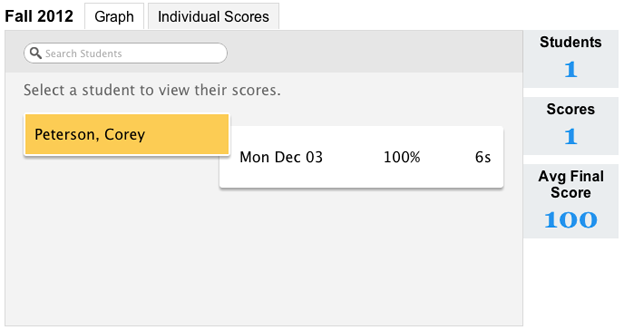 Fall 2012 Graph Individual Scores
Search Students
Select a student to view their scores.
Peterson, Corey
Mon Dec 03 100% 6s
Students
1
Scores
1
Avg Final
Score
100